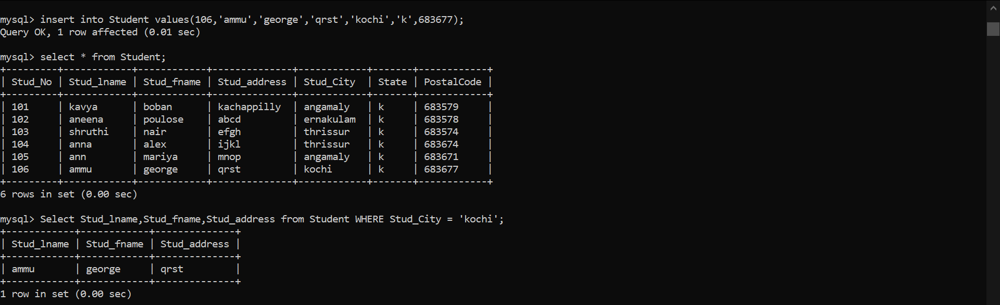 mysql> insert into Student values(106,'ammu','george','qrst','kochi','k',683677);
Query OK, 1 row affected (0.01 sec)
mysql> select * from Student;
+---------+------------+------------+--------------+------------+-------+------------+
| Stud_No | Stud_lname | Stud_fname | Stud_address | Stud_City  | State | PostalCode |
+---------+------------+------------+--------------+------------+-------+------------+
| 101     | kavya      | boban      | kachappilly  | angamaly   | k     | 683579     |
| 102     | aneena     | poulose    | abcd         | ernakulam  | k     | 683578     |
| 103     | shruthi    | nair       | efgh         | thrissur   | k     | 683574     |
| 104     | anna       | alex       | ijkl         | thrissur   | k     | 683674     |
| 105     | ann        | mariya     | mnop         | angamaly   | k     | 683671     |
| 106     | ammu       | george     | qrst         | kochi      | k     | 683677     |
+---------+------------+------------+--------------+------------+-------+------------+
6 rows in set (0.00 sec)
mysql> Select Stud_lname,Stud_fname,Stud_address from Student WHERE Stud_City = 'kochi';
+------------+------------+--------------+
| Stud_lname | Stud_fname | Stud_address |
+------------+------------+--------------+
| ammu       | george     | qrst         |
+------------+------------+--------------+
1 row in set (0.00 sec)